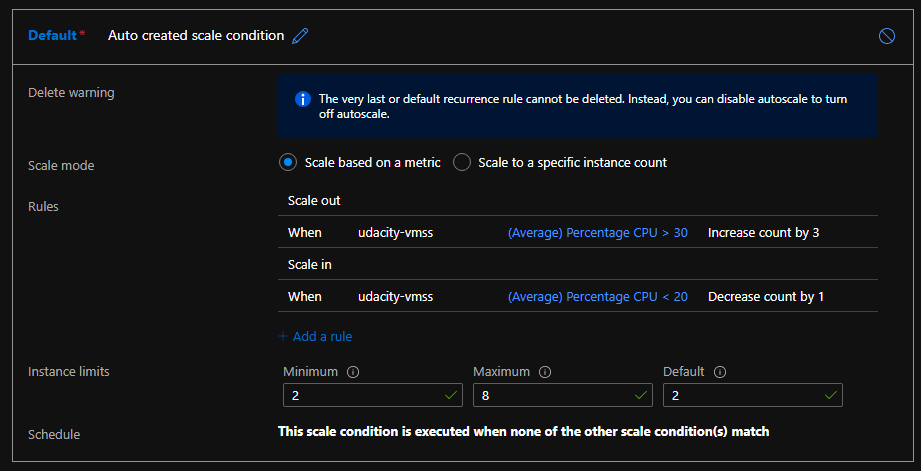 Default* Auto created scale condition
Delete warning
The very last or default recurrence rule cannot be deleted. Instead, you can disable autoscale to turn
off autoscale.
Scale mode
Scale based on a metric Scale to a specific instance count
Rules
Scale out
When udacity-vmss (Average) Percentage CPU > 30 Increase count by 3
Scale in
When udacity-vmss (Average) Percentage CPU < 20 Decrease count by 1
+ Add a rule
Instance limits
Minimum Maximum Default
2 8 2
Schedule
This scale condition is executed when none of the other scale condition(s) match